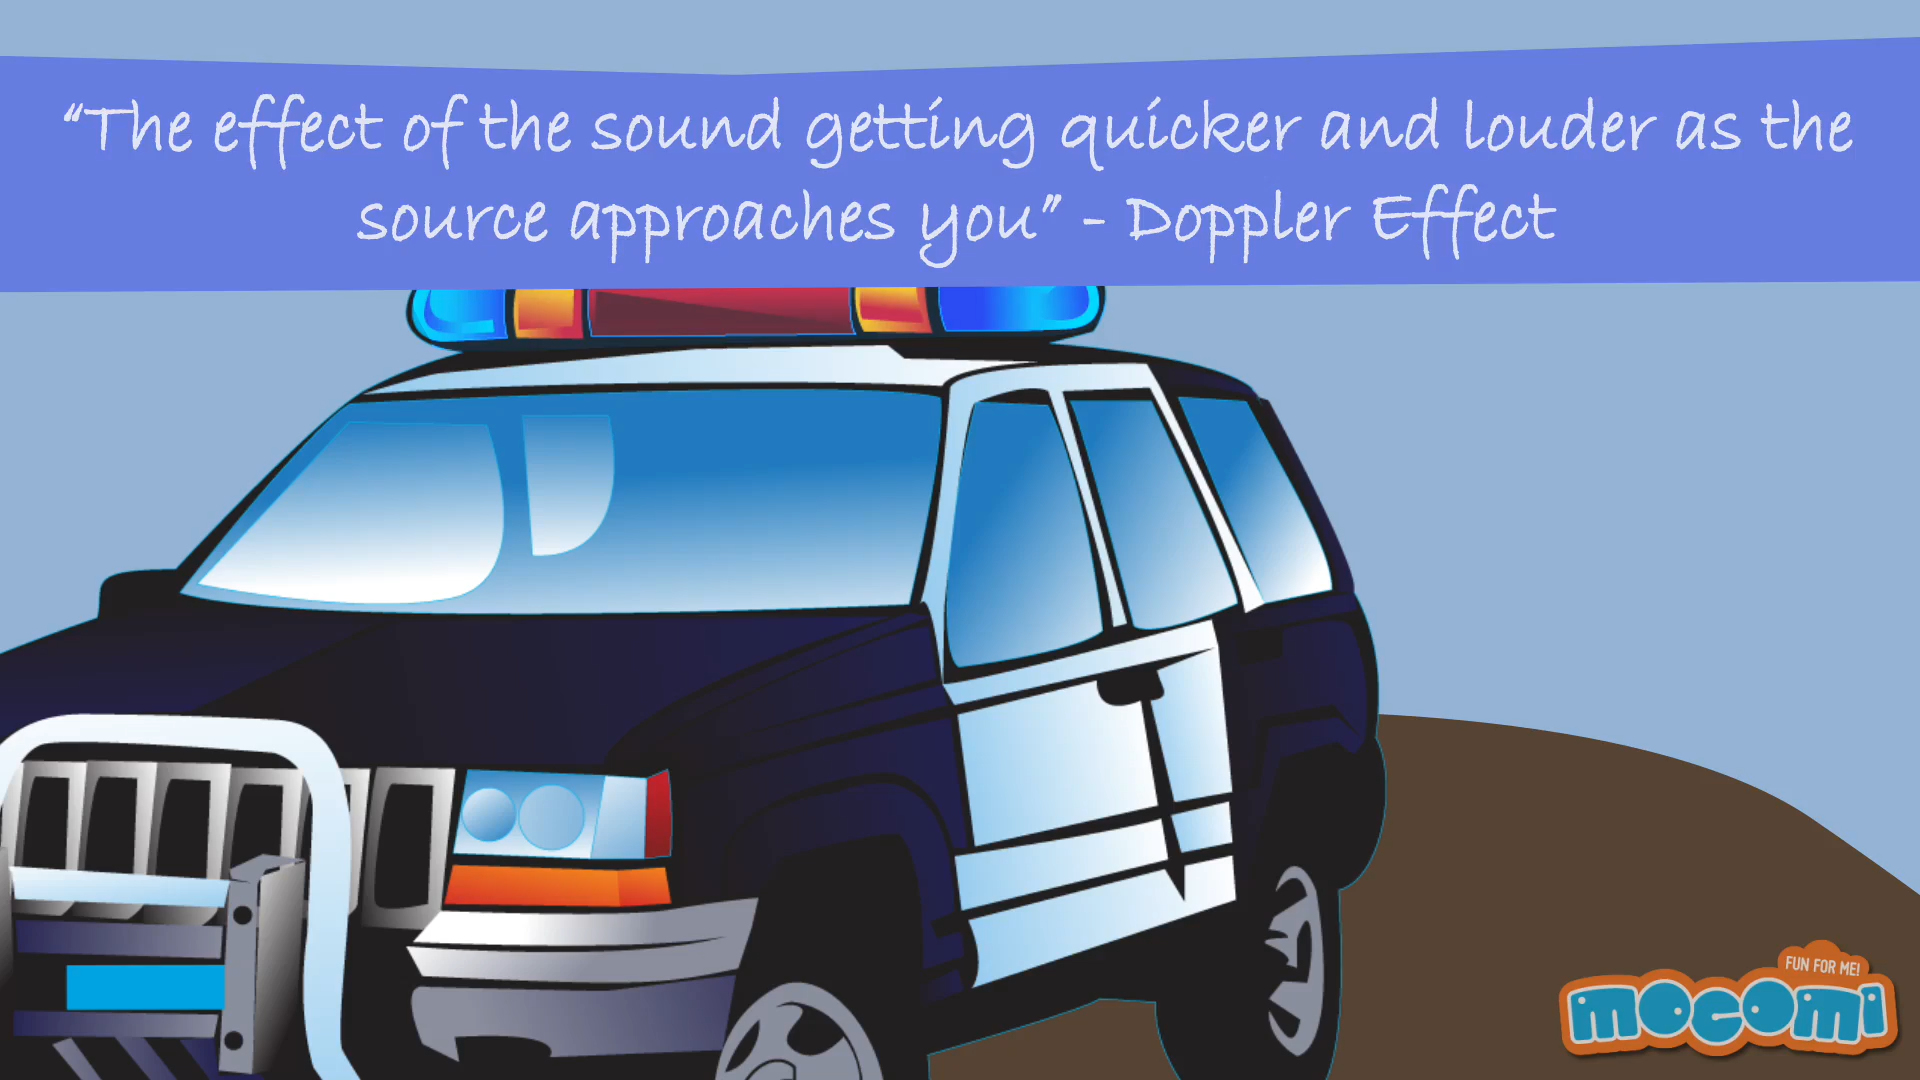 “The effect of the sound getting quicker and louder as the
source approaches you” - Doppler Effect
FUN FOR ME!
mocomi